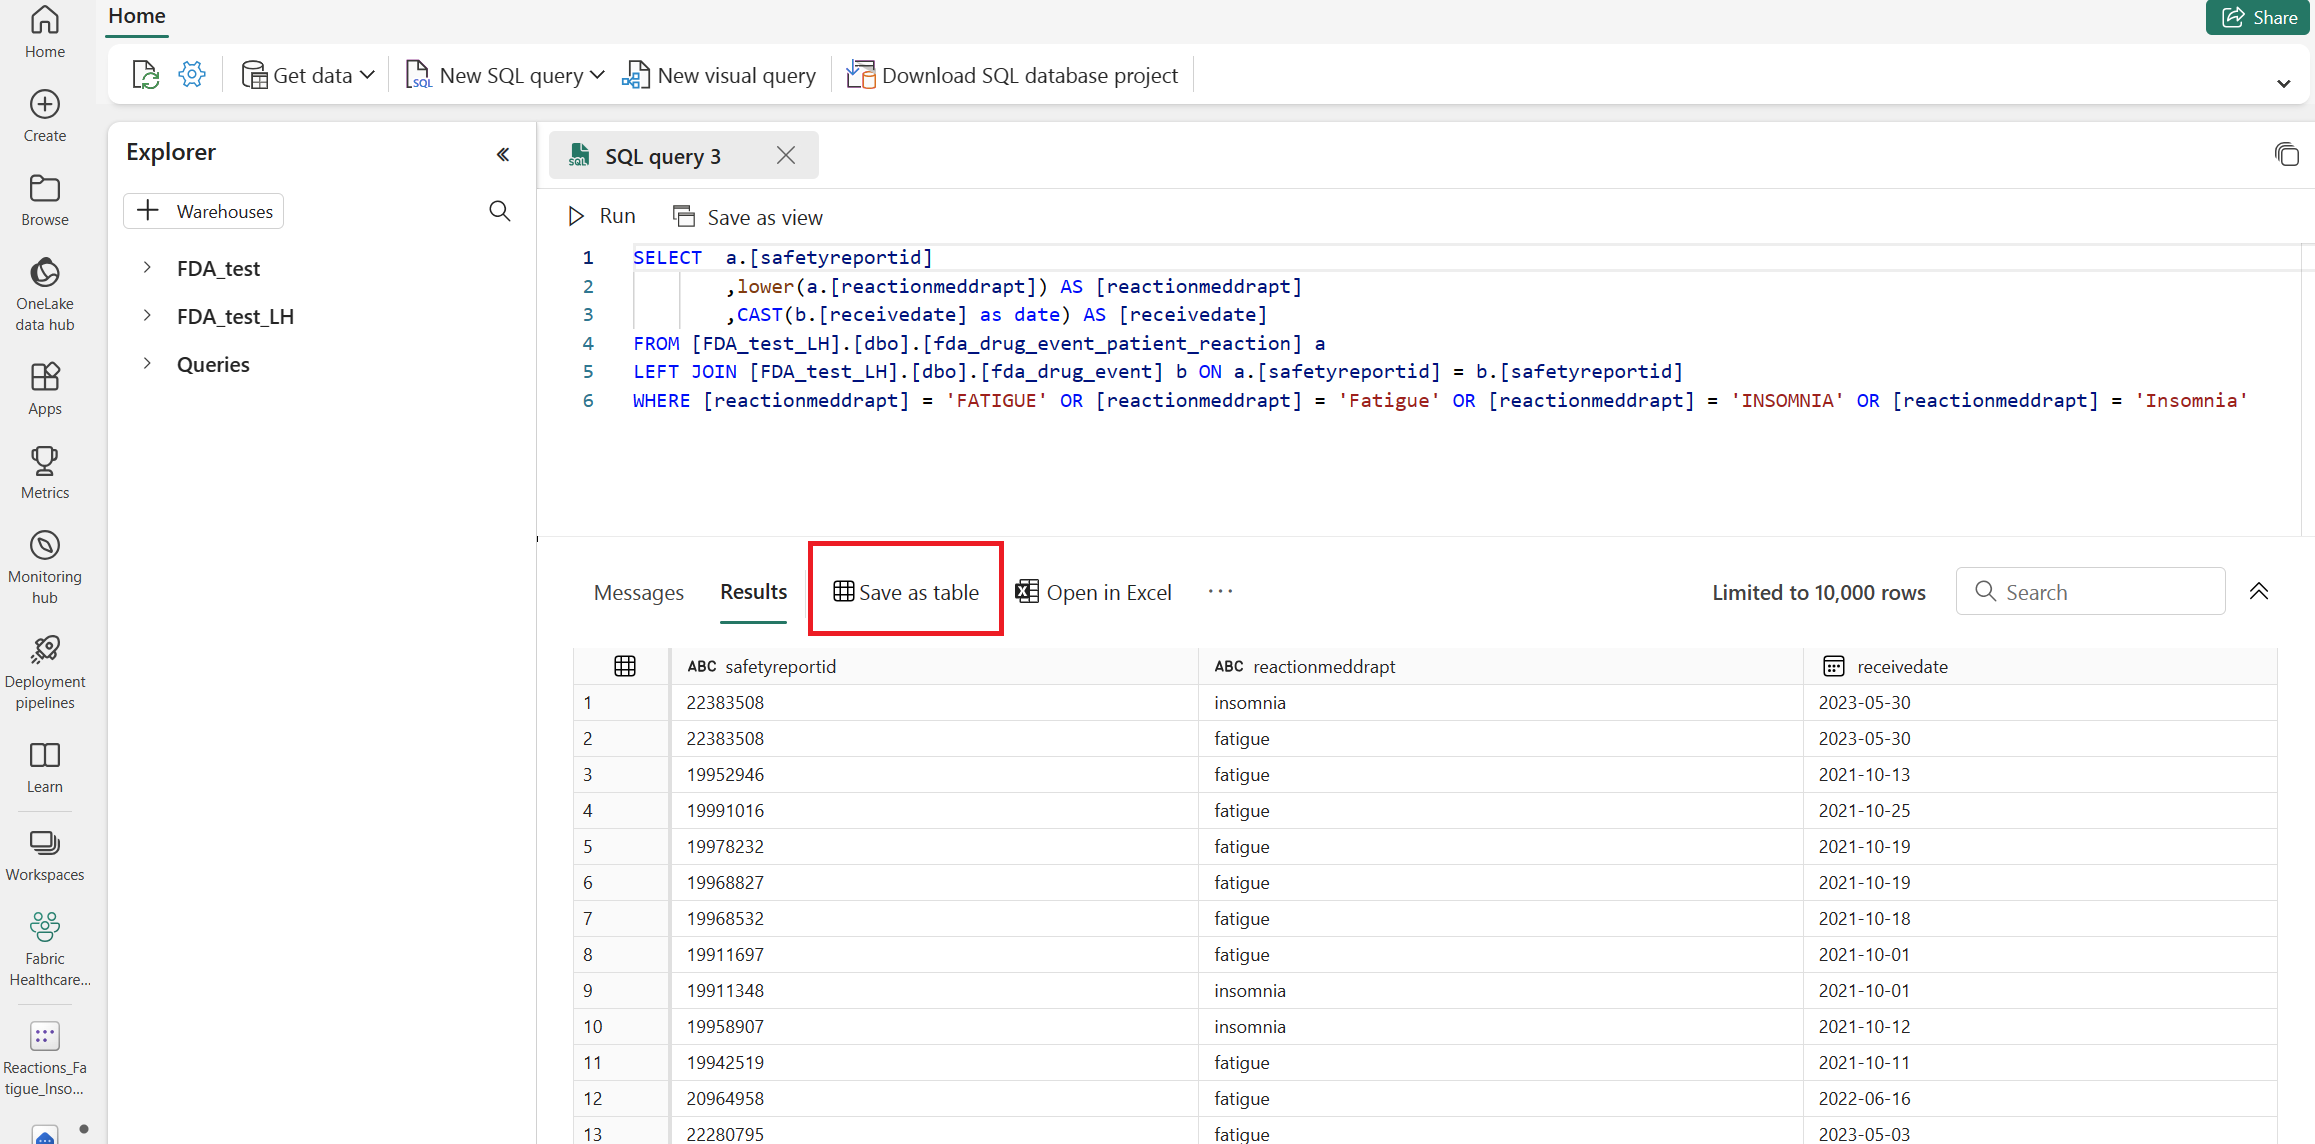 Home
Share
Get data
New SQL query
New visual query
Download SQL database project
Home
Create
Browse
OneLake
data hub
Apps
Metrics
Monitoring
hub
Deployment
pipelines
Learn
Workspaces
Fabric
Healthcare...
Reactions_Fa
tigue_Inso...
Explorer
Warehouses
FDA_test
FDA_test_LH
Queries
SQL query 3
Run
Save as view
1 SELECT a.[safetyreportid]
2 ,lower(a.[reactionmeddrapt]) AS [reactionmeddrapt]
3 ,CAST(b.[receivedate] as date) AS [receivedate]
4 FROM [FDA_test_LH].[dbo].[fda_drug_event_patient_reaction] a
5 LEFT JOIN [FDA_test_LH].[dbo].[fda_drug_event] b ON a.[safetyreportid] = b.[safetyreportid]
6 WHERE [reactionmeddrapt] = 'FATIGUE' OR [reactionmeddrapt] = 'Fatigue' OR [reactionmeddrapt] = 'INSOMNIA' OR [reactionmeddrapt] = 'Insomnia'
Messages Results Save as table Open in Excel ... Limited to 10,000 rows Search
ABC safetyreportid ABC reactionmeddrapt receivedate
1 22383508 insomnia 2023-05-30
2 22383508 fatigue 2023-05-30
3 19952946 fatigue 2021-10-13
4 19991016 fatigue 2021-10-25
5 19978232 fatigue 2021-10-19
6 19968827 fatigue 2021-10-19
7 19968532 fatigue 2021-10-18
8 19911697 fatigue 2021-10-01
9 19911348 insomnia 2021-10-01
10 19958907 insomnia 2021-10-12
11 19942519 fatigue 2021-10-11
12 20964958 fatigue 2022-06-16
13 22280795 fatigue 2023-05-03